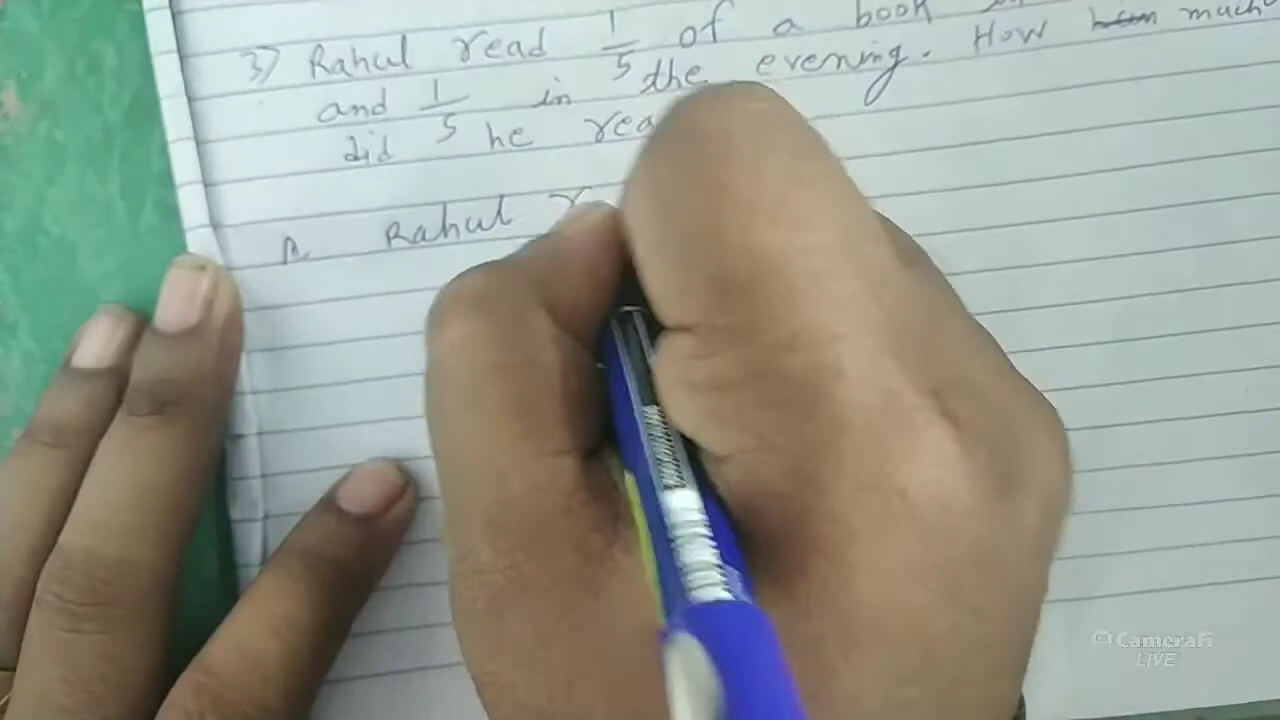 3) Rahul read 1/5 of a book
and 1/5 in the evening. How much
did he
A Rahul
CameraFi
LIVE